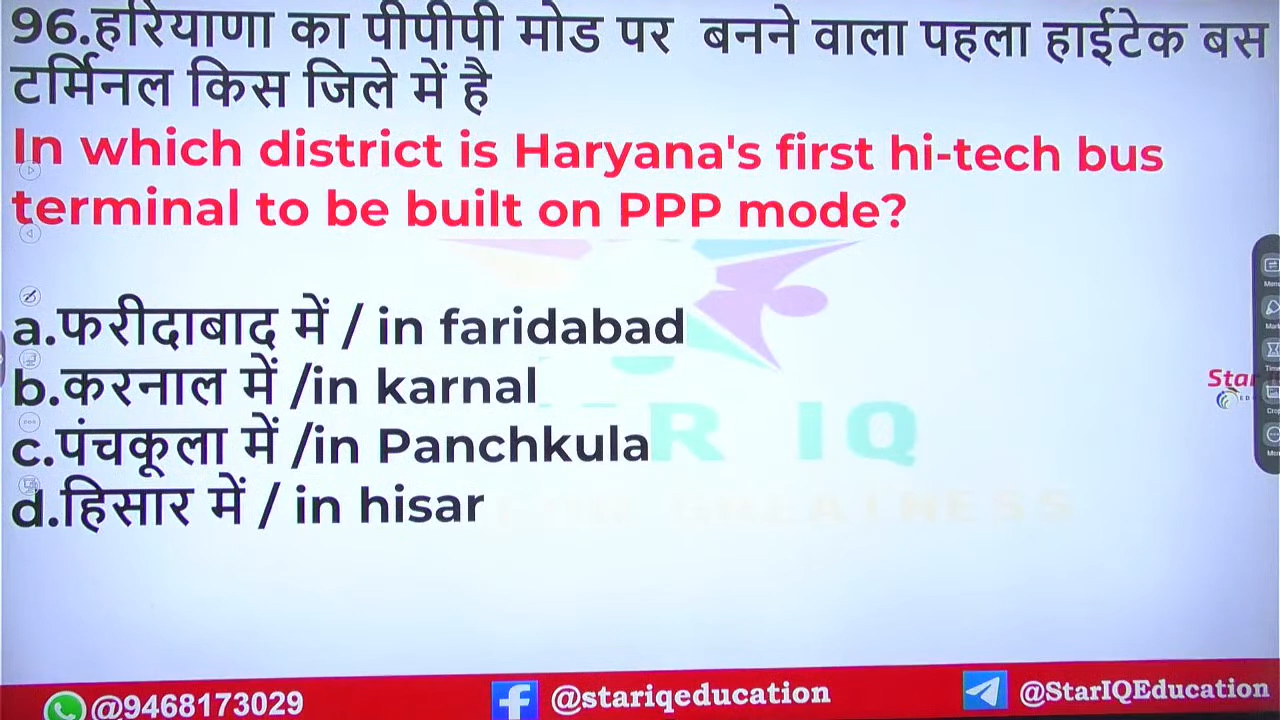 96.हरियाणा का पीपीपी मोड पर बनने वाला पहला हाईटेक बस
टर्मिनल किस जिले में है
In which district is Haryana's first hi-tech bus
terminal to be built on PPP mode?
a.फरीदाबाद में / in faridabad
b.करनाल में /in karnal
c.पंचकूला में /in Panchkula
d.हिसार में / in hisar
R IQ
Star
@9468173029
@stariqeducation
@StarIQEducation